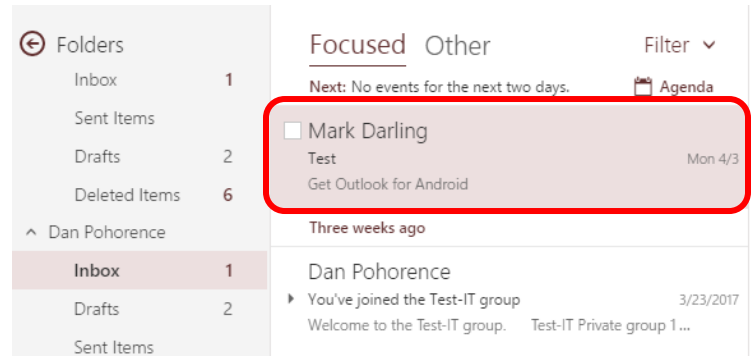 Folders
Inbox 1
Sent Items
Drafts 2
Deleted Items 6
Dan Pohorence
Inbox 1
Drafts 2
Sent Items
Focused Other Filter
Next: No events for the next two days. Agenda
Mark Darling
Test Mon 4/3
Get Outlook for Android
Three weeks ago
Dan Pohorence
You've joined the Test-IT group 3/23/2017
Welcome to the Test-IT group. Test-IT Private group 1...